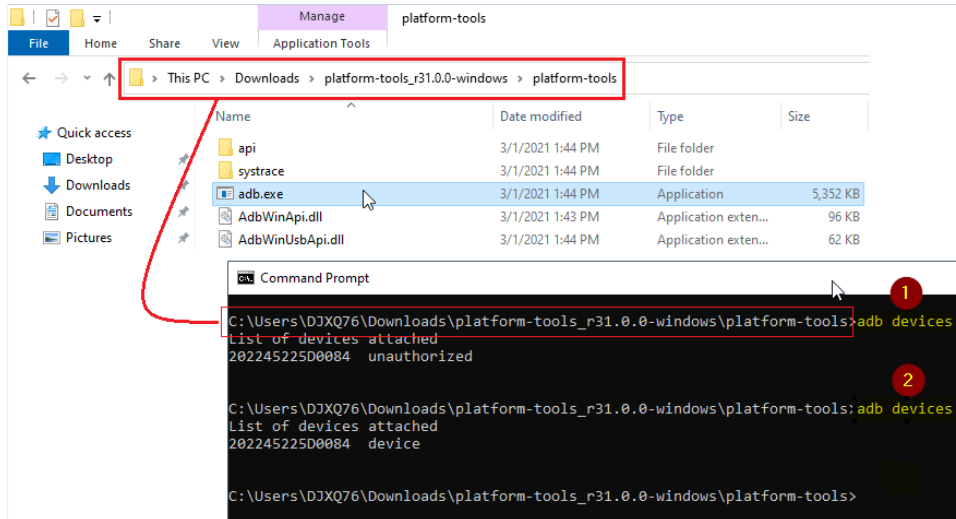 Manage platform-tools
File Home Share View Application Tools
This PC > Downloads > platform-tools_r31.0.0-windows > platform-tools
Name Date modified Type Size
Quick access
Desktop
Downloads
Documents
Pictures
api 3/1/2021 1:44 PM File folder
systrace 3/1/2021 1:44 PM File folder
adb.exe 3/1/2021 1:44 PM Application 5,352 KB
AdbWinApi.dll 3/1/2021 1:43 PM Application exten... 96 KB
AdbWinUsbApi.dll 3/1/2021 1:44 PM Application exten... 62 KB
C:\. Command Prompt
1
C:\Users\DJXQ76\Downloads\platform-tools_r31.0.0-windows\platform-tools>adb devices
List of devices attached
202245225D0084 unauthorized
2
C:\Users\DJXQ76\Downloads\platform-tools_r31.0.0-windows\platform-tools>adb devices
List of devices attached
202245225D0084 device
C:\Users\DJXQ76\Downloads\platform-tools_r31.0.0-windows\platform-tools>